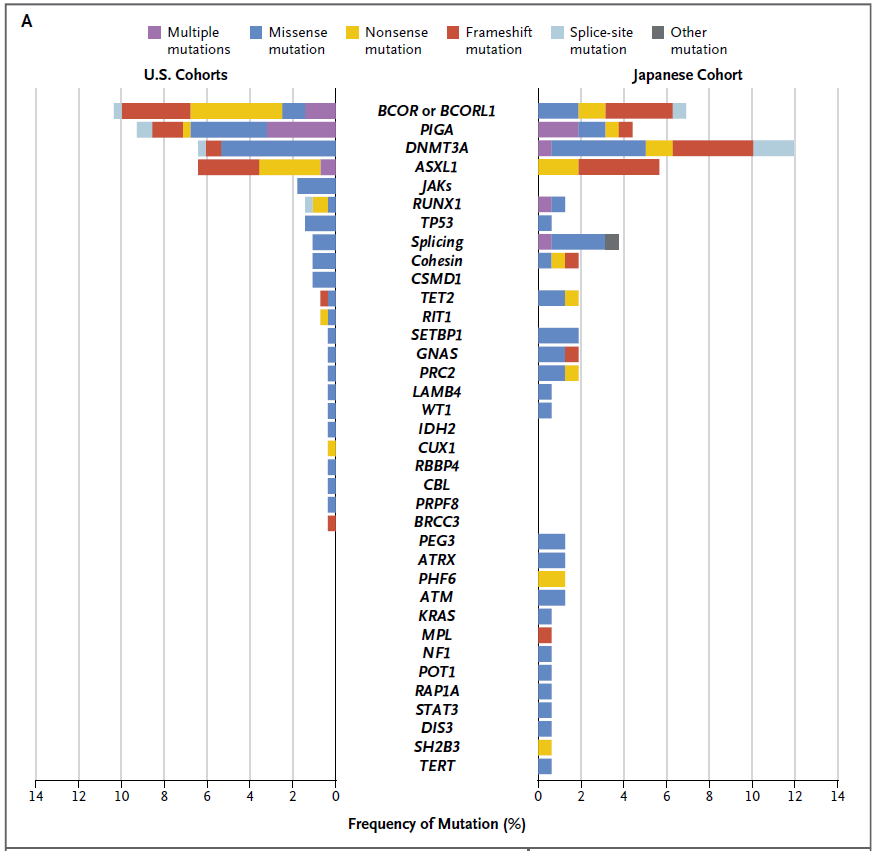 A
Multiple mutations
Missense mutation
Nonsense mutation
Frameshift mutation
Splice-site mutation
Other mutation
U.S. Cohorts
Japanese Cohort
BCOR or BCORL1
PIGA
DNMT3A
ASXL1
JAKs
RUNX1
TP53
Splicing
Cohesin
CSMD1
TET2
RIT1
SETBP1
GNAS
PRC2
LAMB4
WT1
IDH2
CUX1
RBBP4
CBL
PRPF8
BRCC3
PEG3
ATRX
PHF6
ATM
KRAS
MPL
NF1
POT1
RAP1A
STAT3
DIS3
SH2B3
TERT
14 12 10 8 6 4 2 0
0 2 4 6 8 10 12 14
Frequency of Mutation (%)